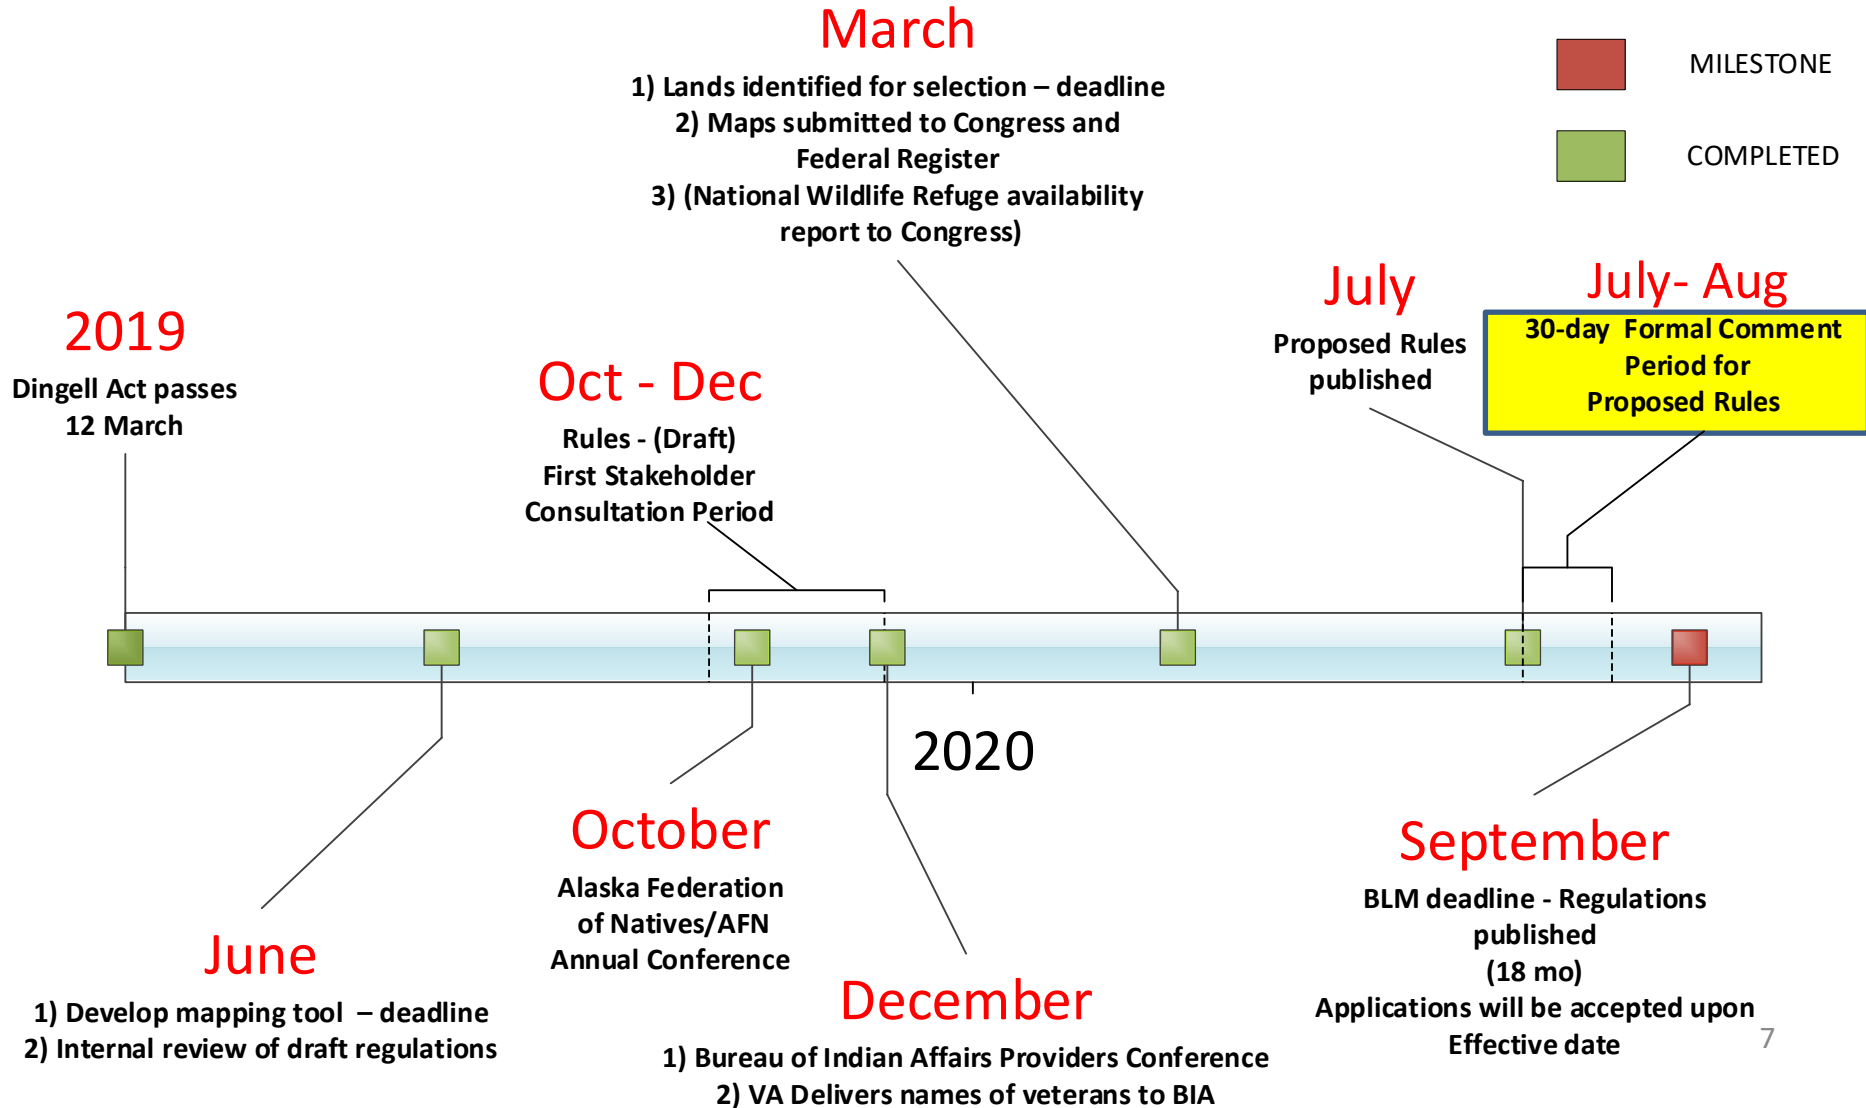 March
1) Lands identified for selection – deadline
2) Maps submitted to Congress and
Federal Register
3) (National Wildlife Refuge availability
report to Congress)
MILESTONE
COMPLETED
2019
Dingell Act passes
12 March
Oct - Dec
Rules - (Draft)
First Stakeholder
Consultation Period
July
Proposed Rules
published
July- Aug
30-day Formal Comment
Period for
Proposed Rules
2020
June
1) Develop mapping tool – deadline
2) Internal review of draft regulations
October
Alaska Federation
of Natives/AFN
Annual Conference
December
1) Bureau of Indian Affairs Providers Conference
2) VA Delivers names of veterans to BIA
September
BLM deadline - Regulations
published
(18 mo)
Applications will be accepted upon
Effective date
7